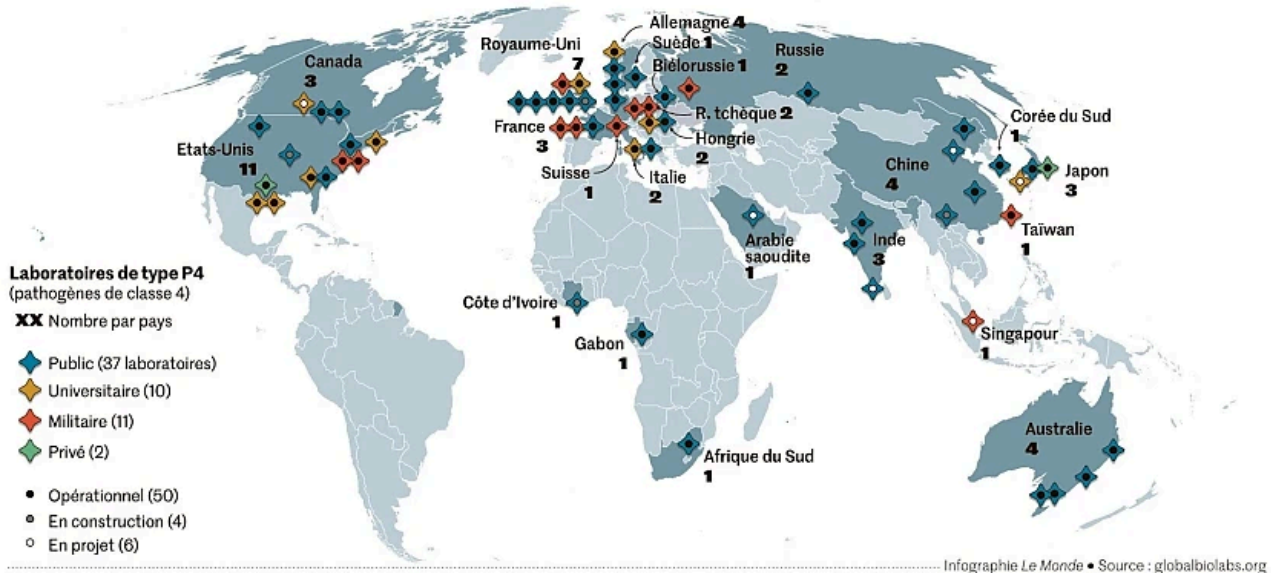 Allemagne 4
Royaume-Uni
7
Suède 1
Biélorussie 1
Russie
2
Canada
3
R. tchèque 2
Corée du Sud
1
France
3
Hongrie
2
Etats-Unis
11
Chine
4
Japon
3
Suisse
1
Italie
2
Taïwan
1
Arabie
saoudite
1
Inde
3
Laboratoires de type P4
(pathogènes de classe 4)
XX Nombre par pays
Côte d'Ivoire
1
Gabon
1
Singapour
1
Public (37 laboratoires)
Universitaire (10)
Militaire (11)
Privé (2)
Australie
4
Afrique du Sud
1
Opérationnel (50)
En construction (4)
En projet (6)
Infographie Le Monde • Source : globalbiolabs.org